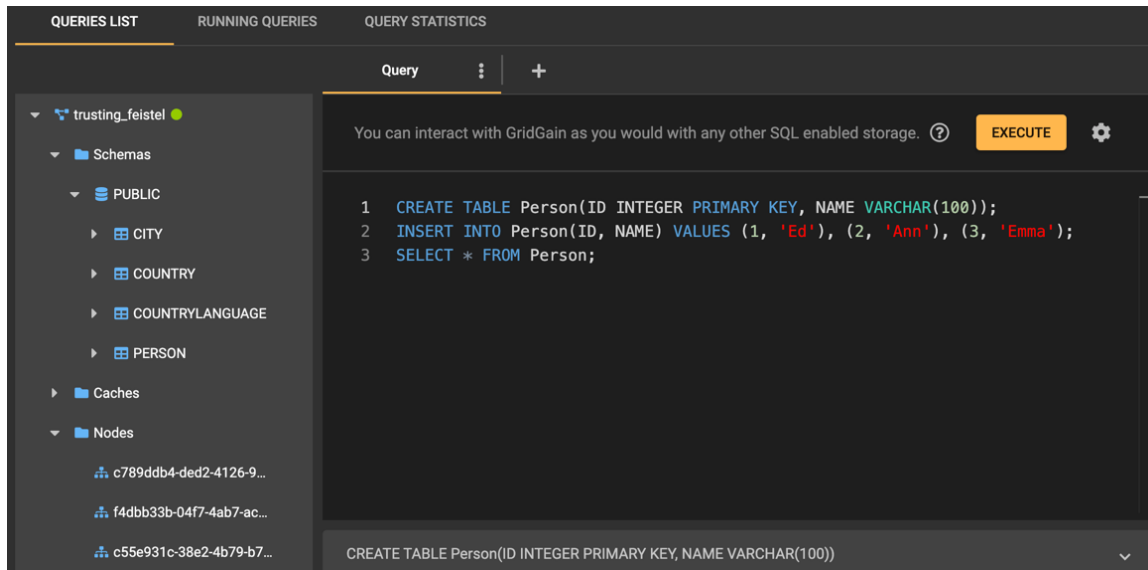 QUERIES LIST RUNNING QUERIES QUERY STATISTICS
Query
trusting_feistel
Schemas
PUBLIC
CITY
COUNTRY
COUNTRYLANGUAGE
PERSON
Caches
Nodes
c789ddb4-ded2-4126-9...
f4dbb33b-04f7-4ab7-ac...
c55e931c-38e2-4b79-b7...
You can interact with GridGain as you would with any other SQL enabled storage. ? EXECUTE
1 CREATE TABLE Person(ID INTEGER PRIMARY KEY, NAME VARCHAR(100));
2 INSERT INTO Person(ID, NAME) VALUES (1, 'Ed'), (2, 'Ann'), (3, 'Emma');
3 SELECT * FROM Person;
CREATE TABLE Person(ID INTEGER PRIMARY KEY, NAME VARCHAR(100))